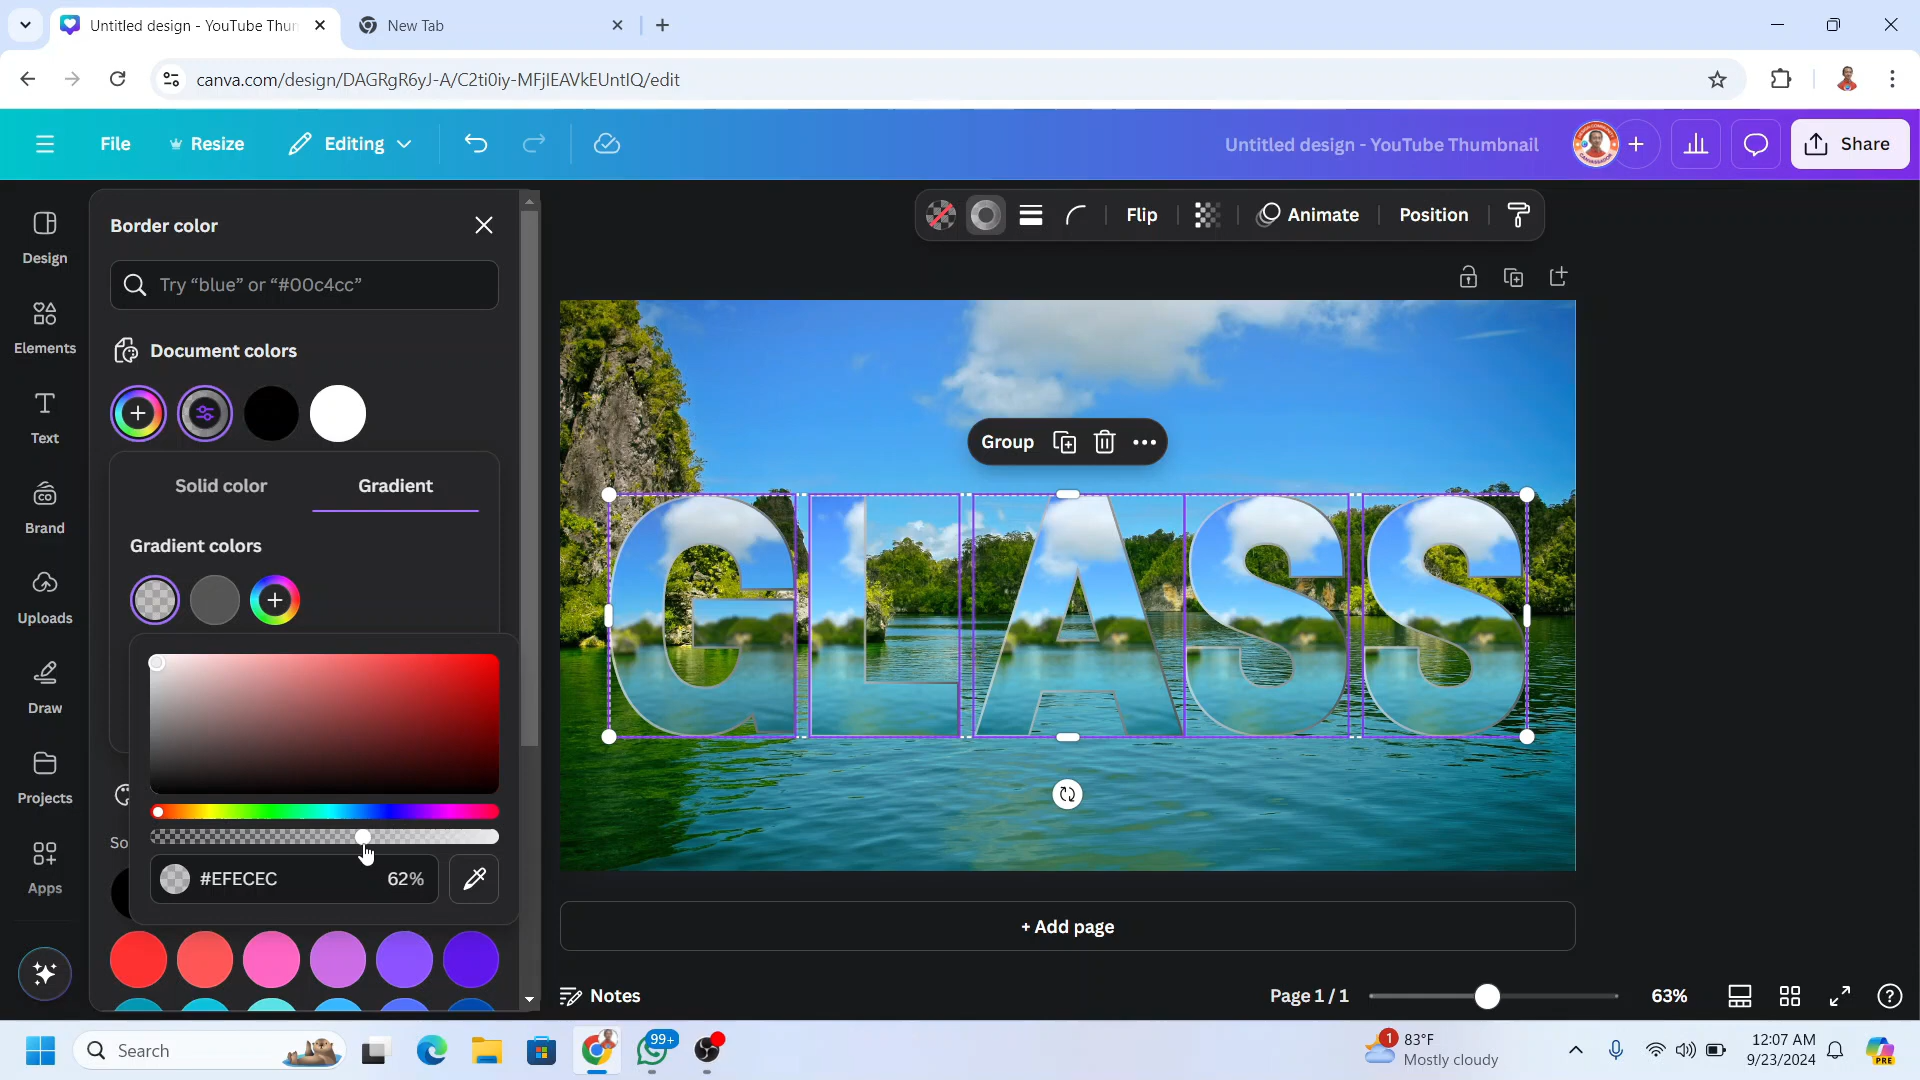 Untitled design - YouTube Thun
New Tab
canva.com/design/DAGRgR6yJ-A/C2ti0iy-MFjIEAVkEUntIQ/edit
File
Resize
Editing
Untitled design - YouTube Thumbnail
Share
Design
Elements
Text
Brand
Uploads
Draw
Projects
Apps
Border color
Try “blue” or “#00c4cc”
Document colors
Solid color
Gradient
Gradient colors
So
#EFECEC
62%
Flip
Animate
Position
Group
GLASS
+ Add page
Notes
Page 1 / 1
63%
Search
99+
1
83°F
Mostly cloudy
12:07 AM
9/23/2024
PRE